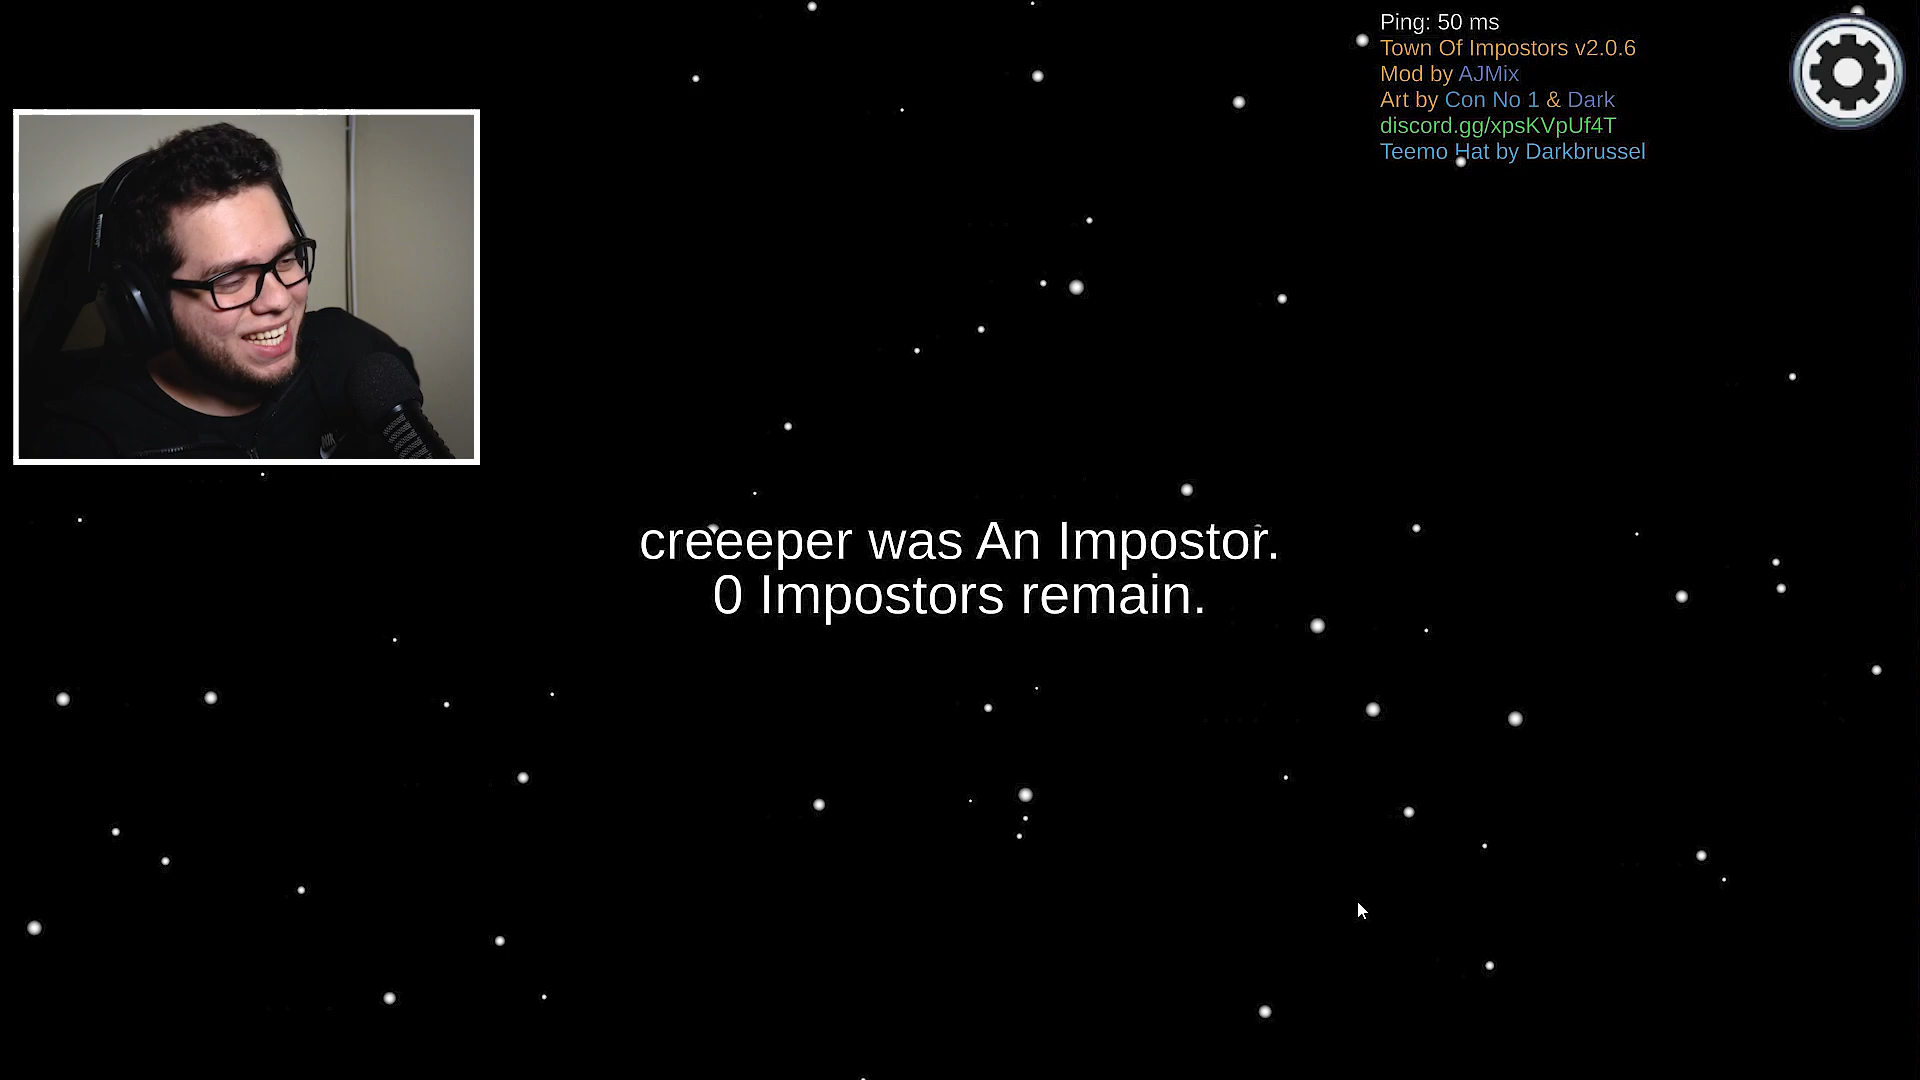 Ping: 50 ms
Town Of Impostors v2.0.6
Mod by AJMix
Art by Con No 1 & Dark
discord.gg/xpsKVpUf4T
Teemo Hat by Darkbrussel
creeeper was An Impostor.
0 Impostors remain.